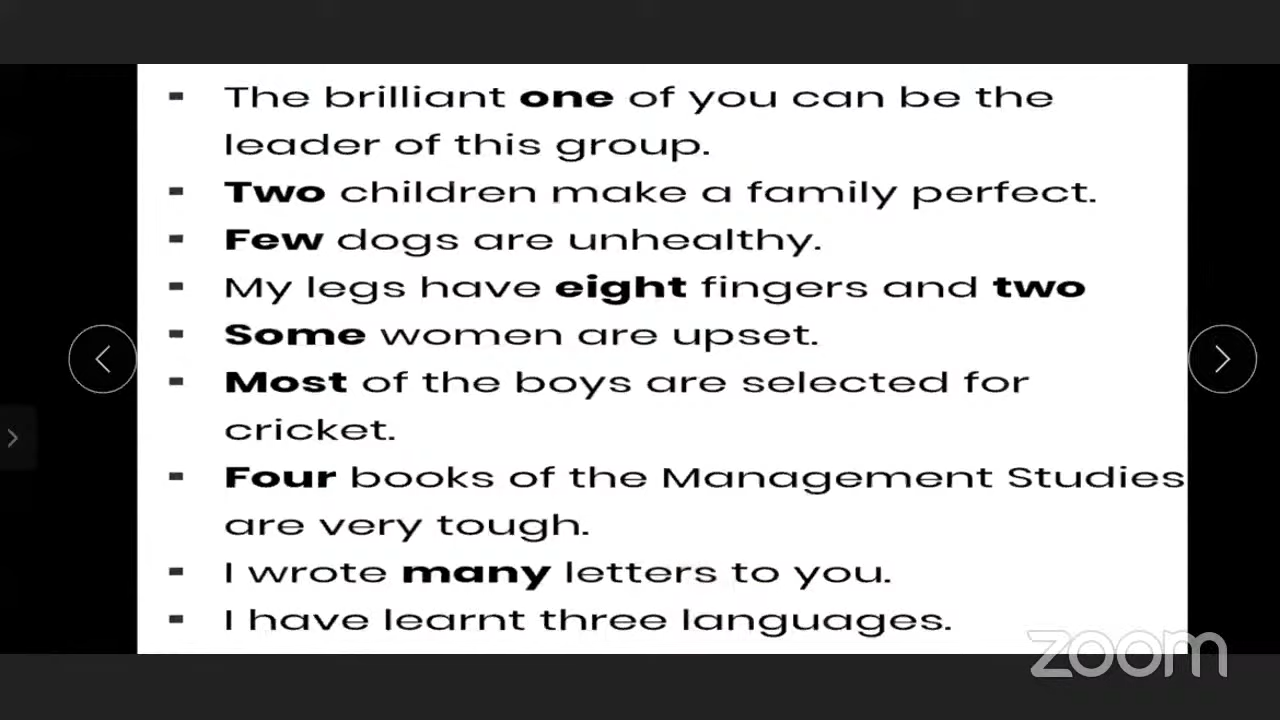 ▪ The brilliant one of you can be the
leader of this group.
▪ Two children make a family perfect.
▪ Few dogs are unhealthy.
▪ My legs have eight fingers and two
▪ Some women are upset.
▪ Most of the boys are selected for
cricket.
▪ Four books of the Management Studies
are very tough.
▪ I wrote many letters to you.
▪ I have learnt three languages.
zoom